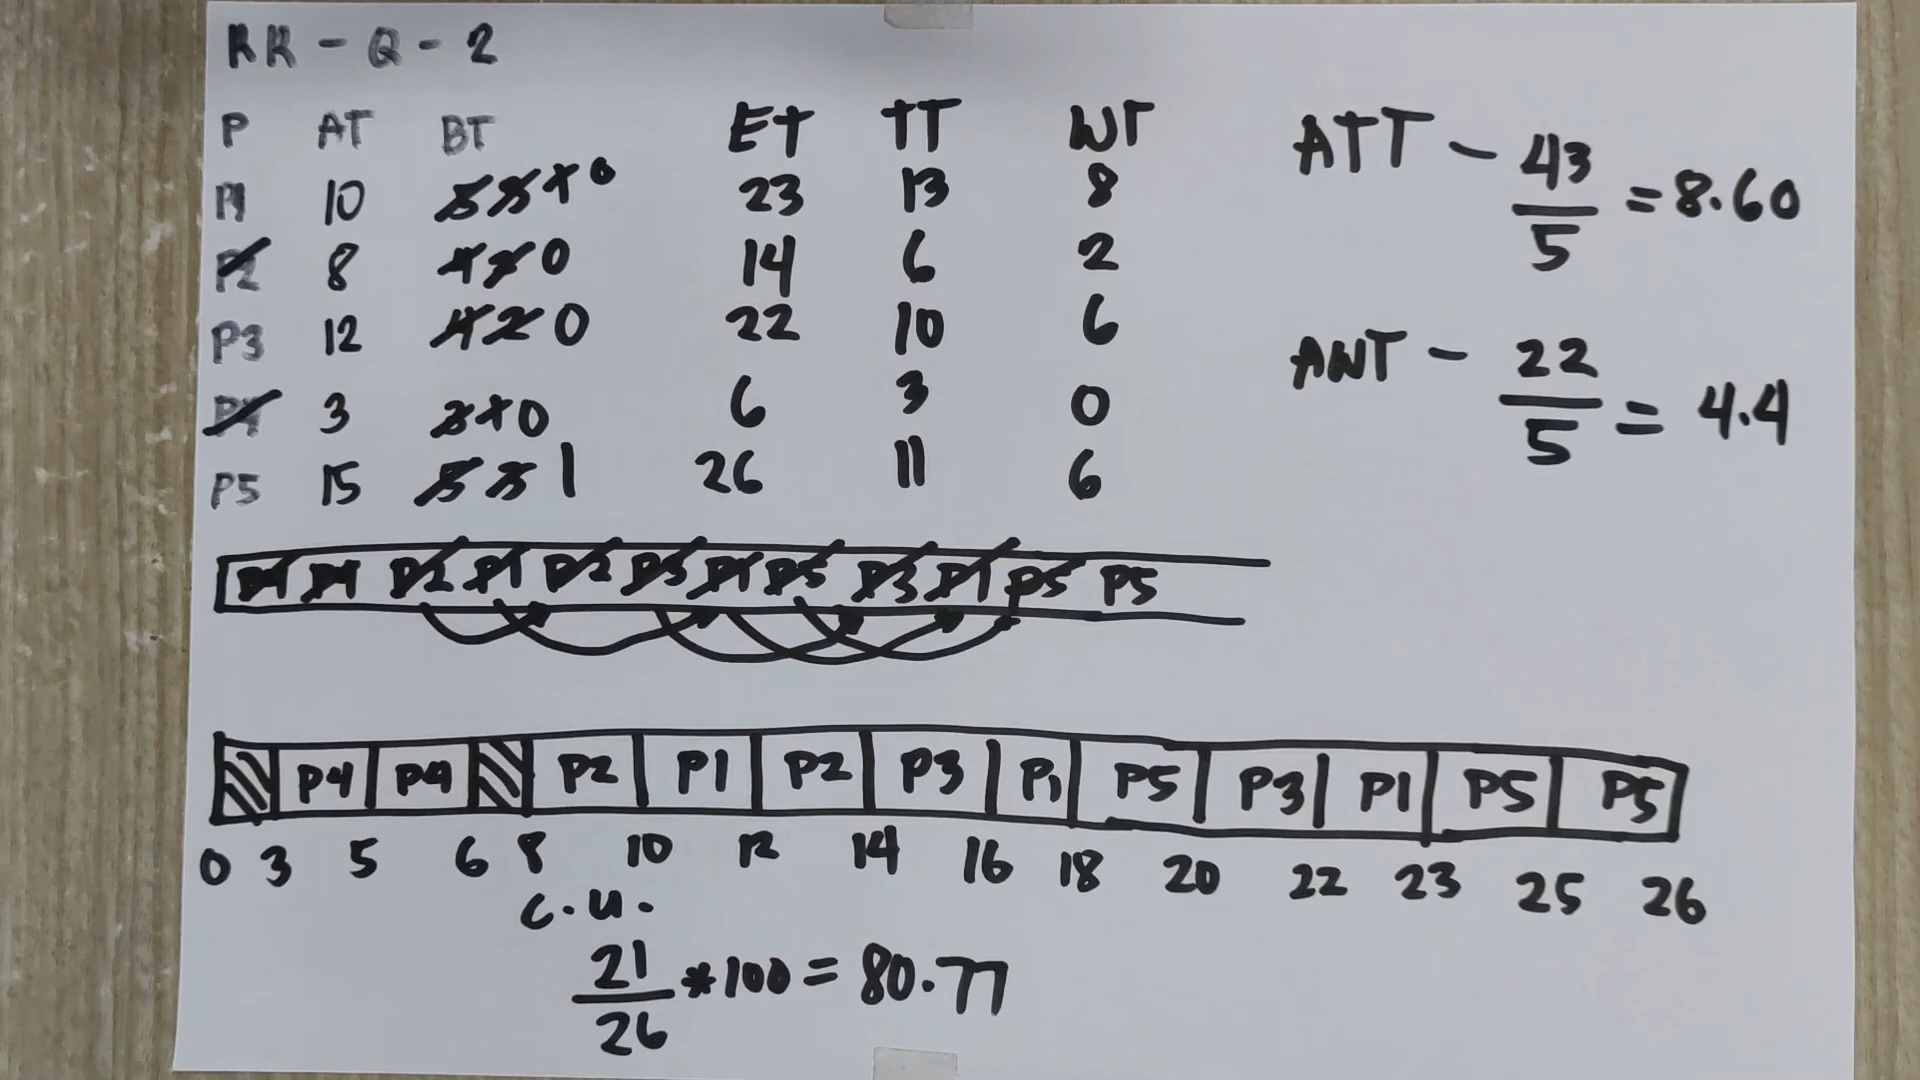 RR - Q - 2
P AT BT ET TT WT
P1 10 5 3 1 0 23 13 8
P2 8 4 2 0 14 6 2
P3 12 4 2 0 22 10 6
P4 3 3 1 0 6 3 0
P5 15 5 3 1 26 11 6
ATT - 43/5 = 8.60
AWT - 22/5 = 4.4
P4 P4 P2 P1 P2 P3 P1 P5 P3 P1 P5 P5
P4 P4 P2 P1 P2 P3 P1 P5 P3 P1 P5 P5
0 3 5 6 8 10 12 14 16 18 20 22 23 25 26
C.U.
21/26 * 100 = 80.77